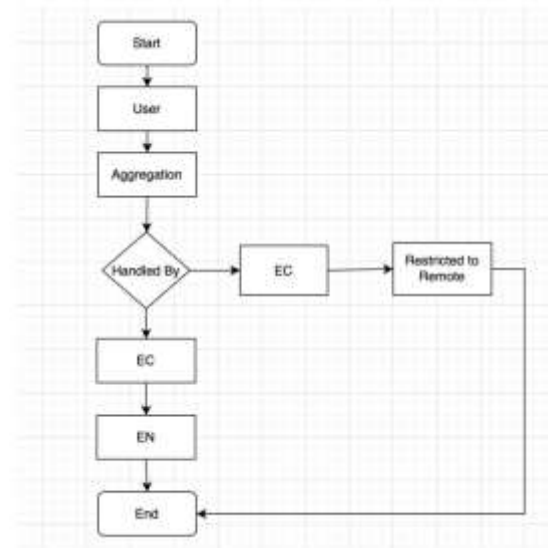 Start
User
Aggregation
Handled By
EC
Restricted to
Remote
EC
EN
End